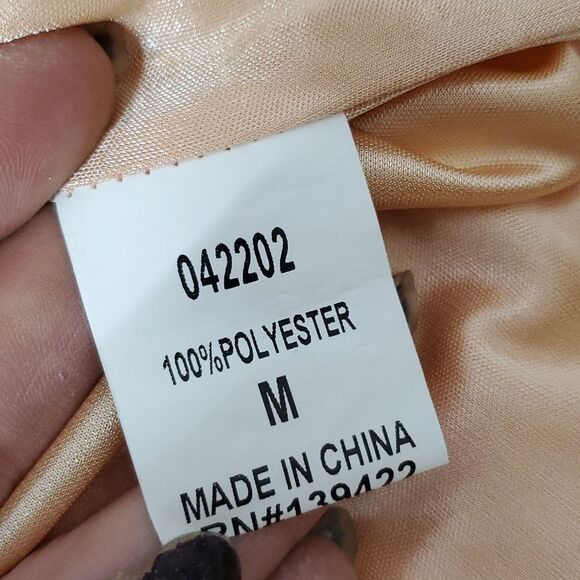 042202
100%POLYESTER
M
MADE IN CHINA
RN#139422